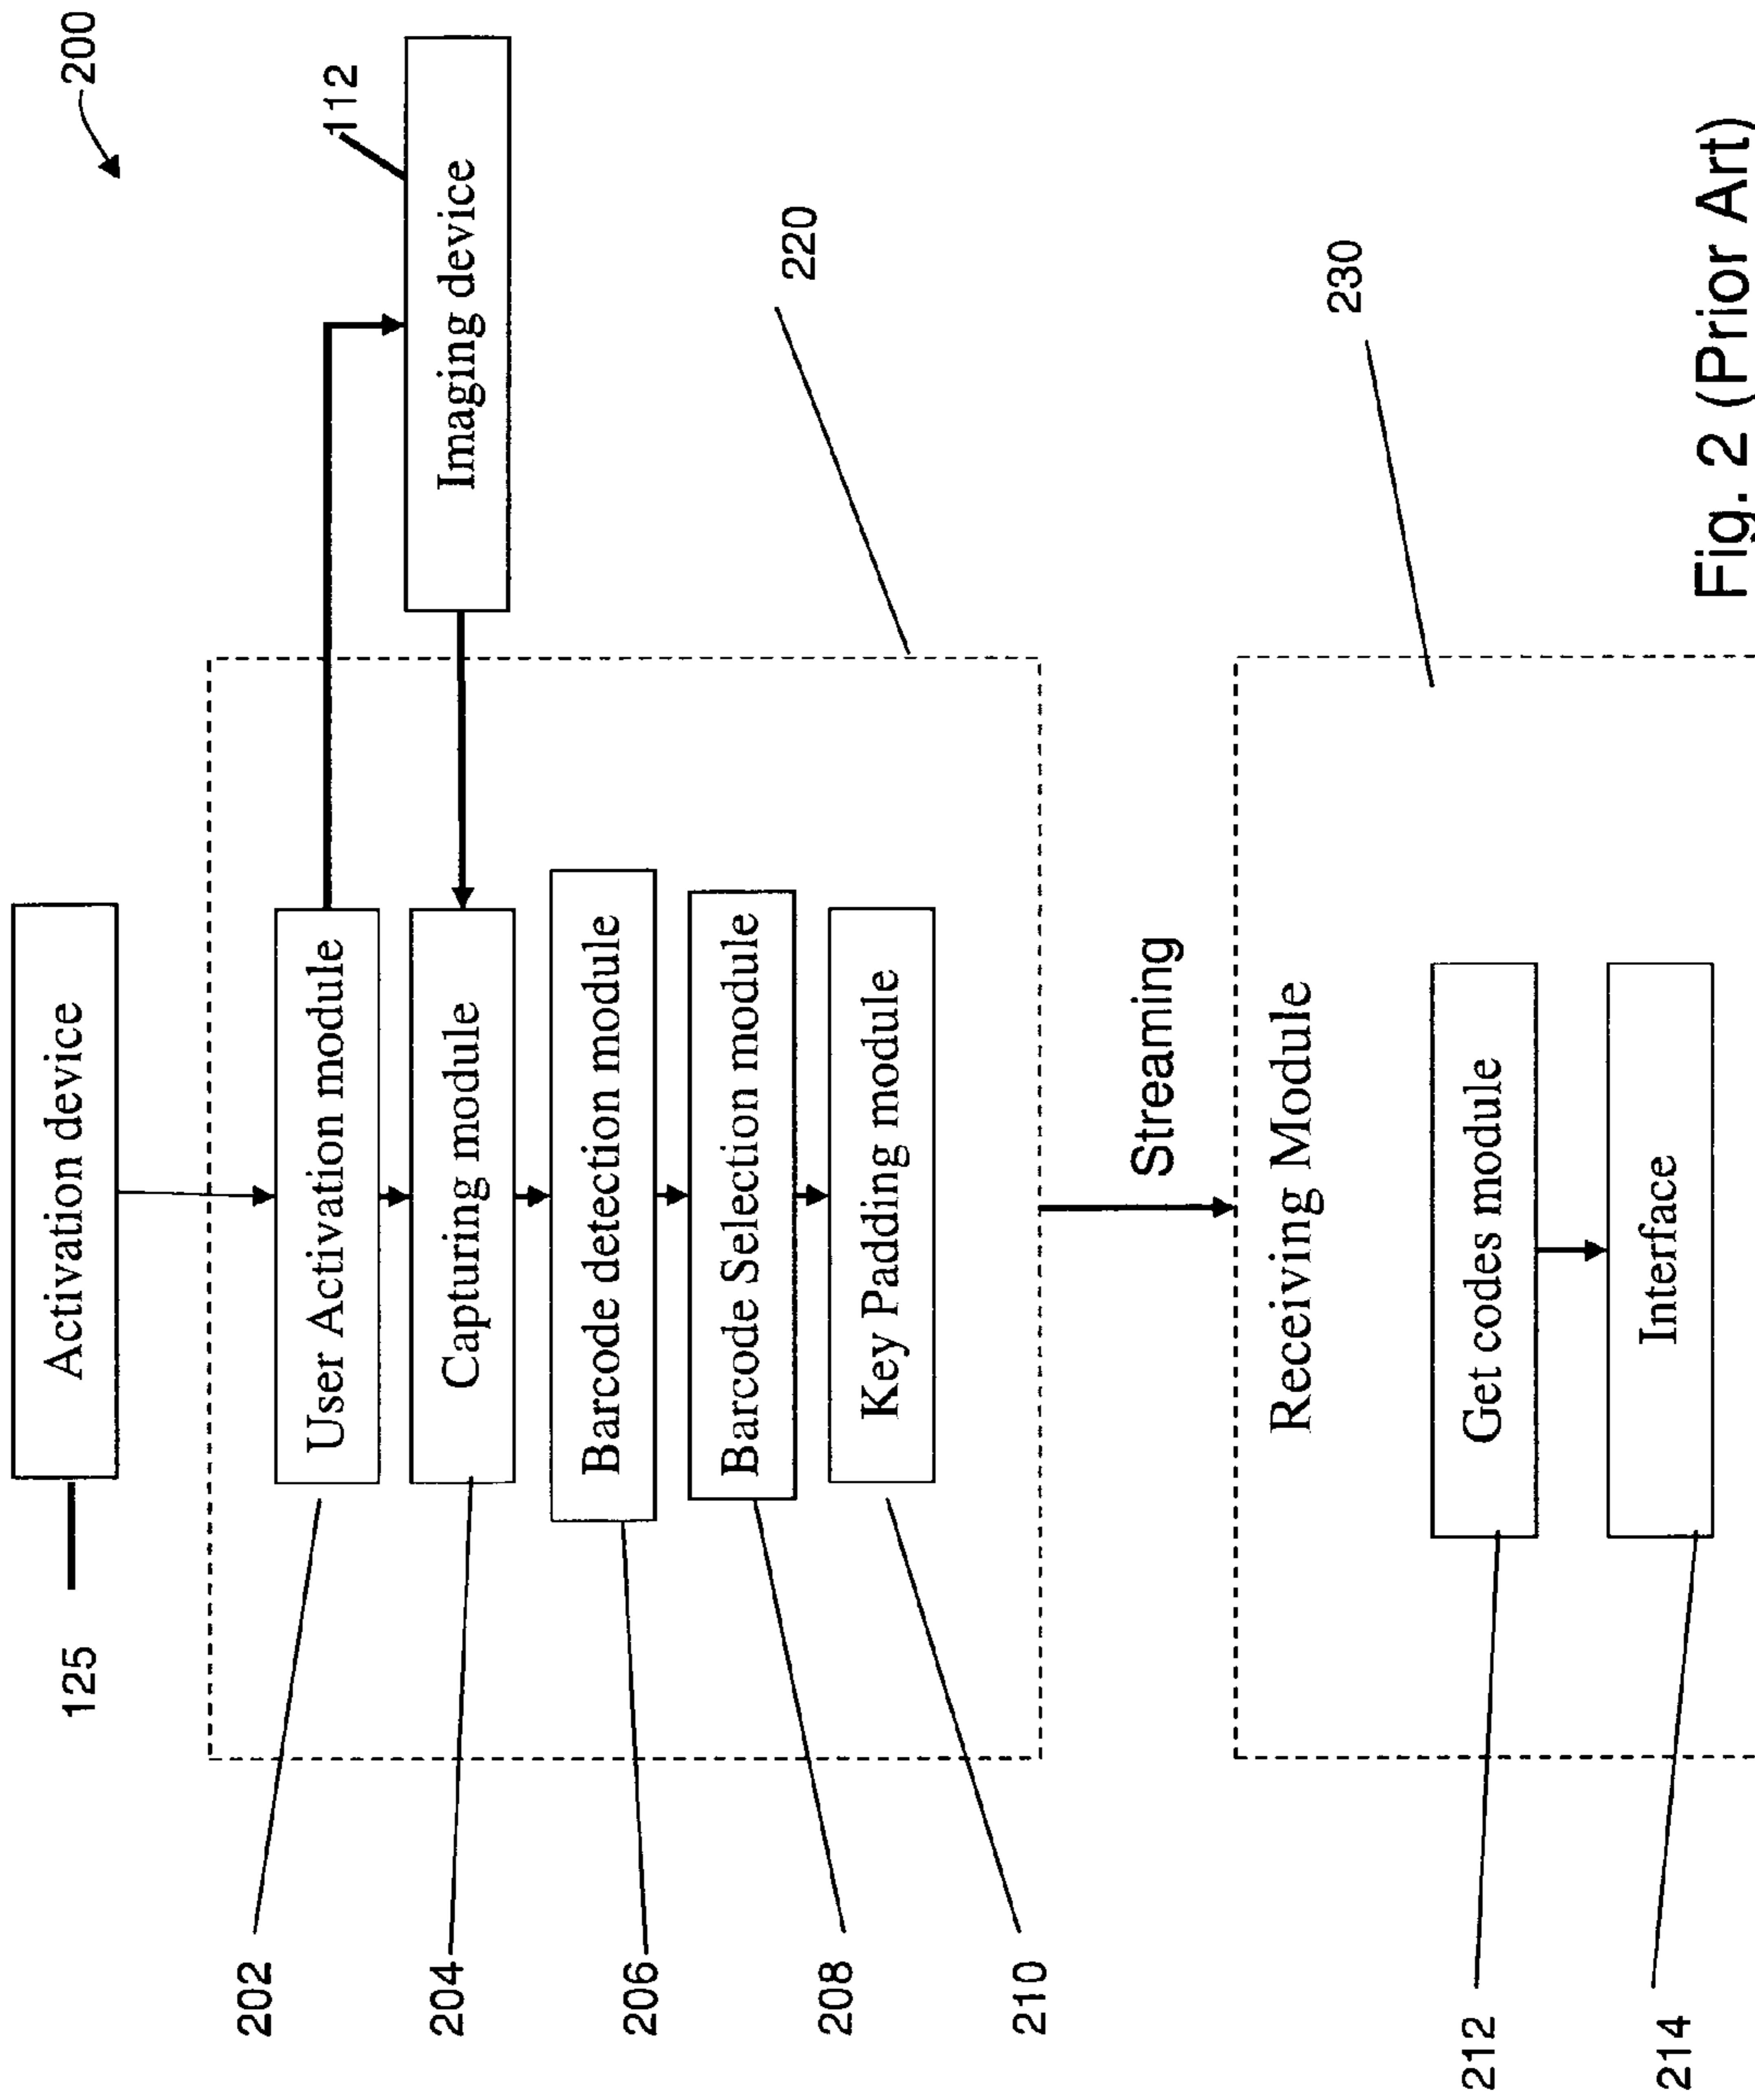 200
Activation device
125
112
Imaging device
User Activation module
202
Capturing module
204
Barcode detection module
206
Barcode Selection module
208
Key Padding module
210
220
Streaming
Receiving Module
230
Get codes module
212
Interface
214
Fig. 2 (Prior Art)